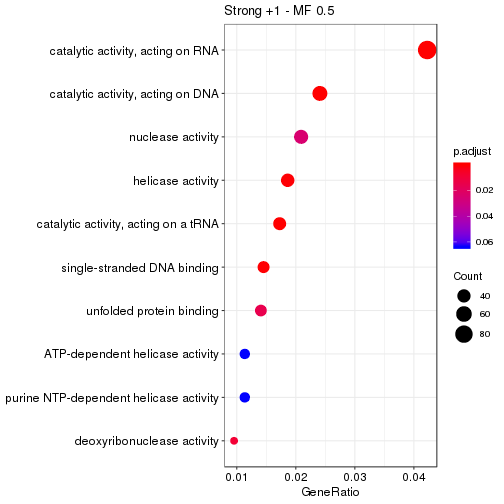 Strong +1 - MF 0.5
catalytic activity, acting on RNA
catalytic activity, acting on DNA
nuclease activity
helicase activity
catalytic activity, acting on a tRNA
single-stranded DNA binding
unfolded protein binding
ATP-dependent helicase activity
purine NTP-dependent helicase activity
deoxyribonuclease activity
0.01 0.02 0.03 0.04
GeneRatio
p.adjust
0.02
0.04
0.06
Count
40
60
80